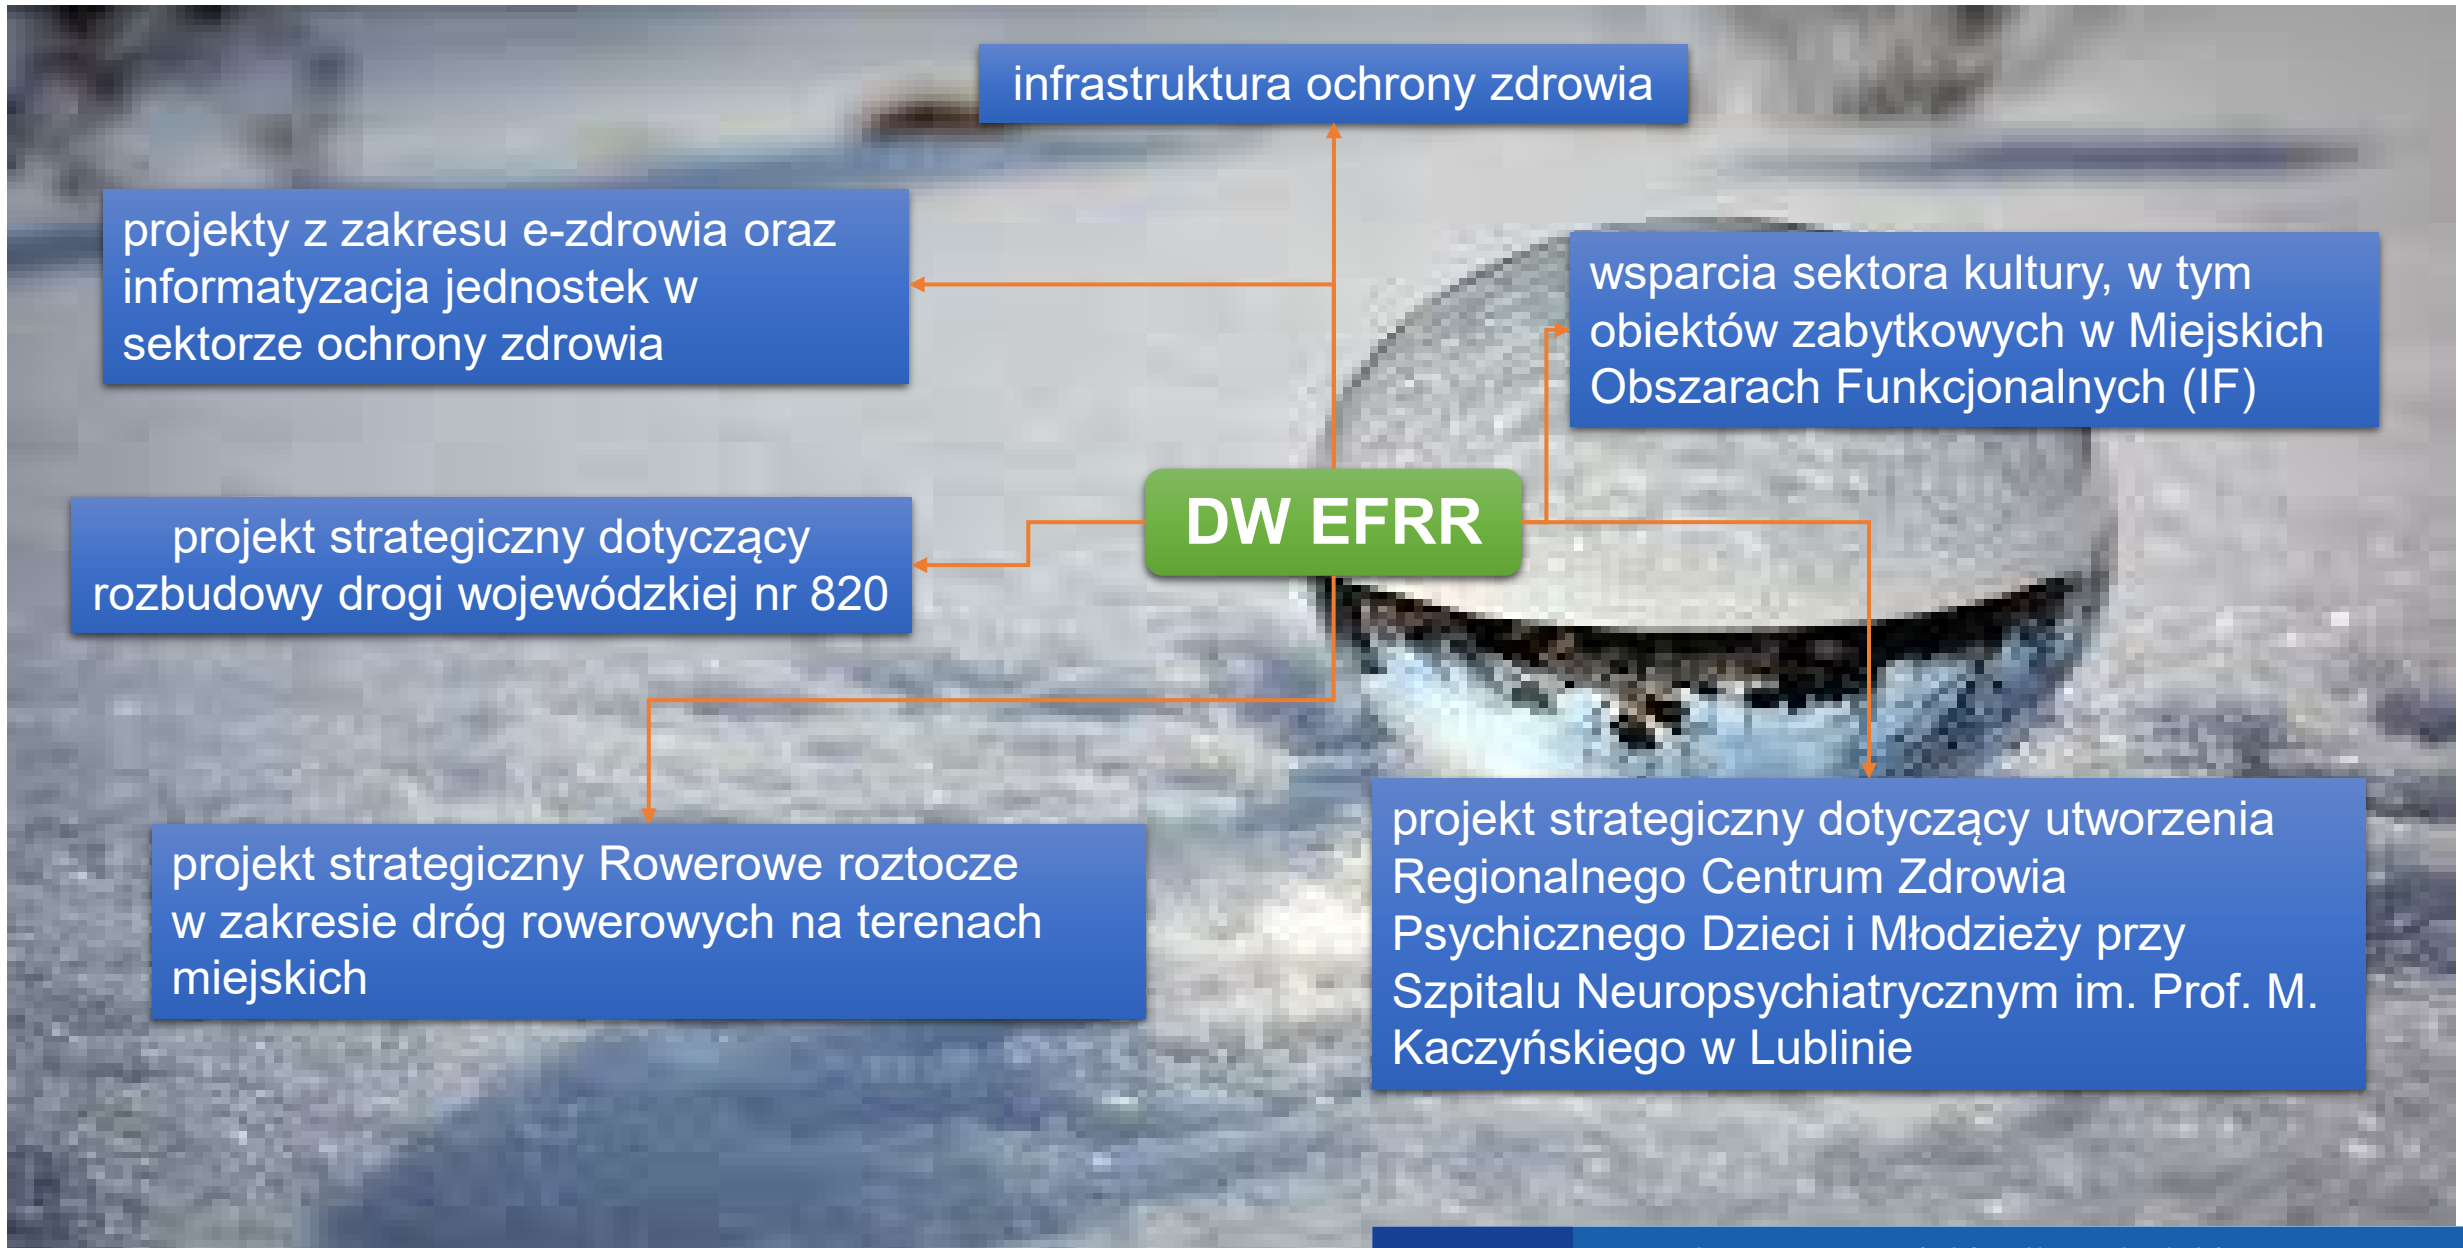 infrastruktura ochrony zdrowia
projekty z zakresu e-zdrowia oraz
informatyzacja jednostek w
sektorze ochrony zdrowia
wsparcia sektora kultury, w tym
obiektów zabytkowych w Miejskich
Obszarach Funkcjonalnych (IF)
DW EFRR
projekt strategiczny dotyczący
rozbudowy drogi wojewódzkiej nr 820
projekt strategiczny Rowerowe roztocze
w zakresie dróg rowerowych na terenach
miejskich
projekt strategiczny dotyczący utworzenia
Regionalnego Centrum Zdrowia
Psychicznego Dzieci i Młodzieży przy
Szpitalu Neuropsychiatrycznym im. Prof. M.
Kaczyńskiego w Lublinie